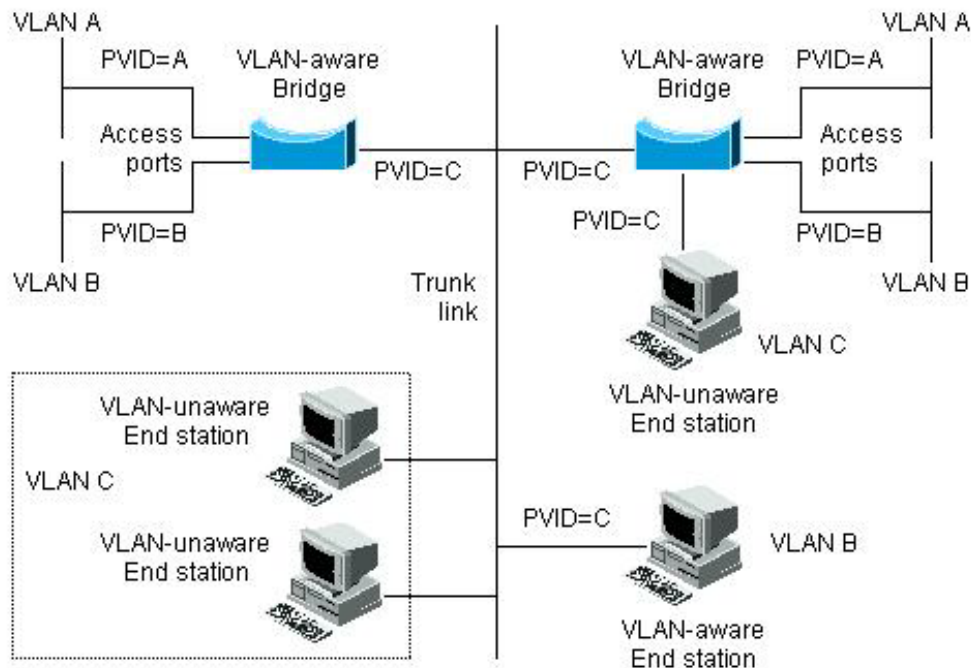 VLAN A
VLAN A
PVID=A
VLAN-aware
Bridge
VLAN-aware
Bridge
PVID=A
Access
ports
PVID=C
PVID=C
Access
ports
PVID=B
PVID=C
PVID=B
VLAN B
Trunk
link
VLAN B
VLAN C
VLAN-unaware
End station
VLAN-unaware
End station
VLAN C
VLAN-unaware
End station
PVID=C
VLAN B
VLAN-aware
End station